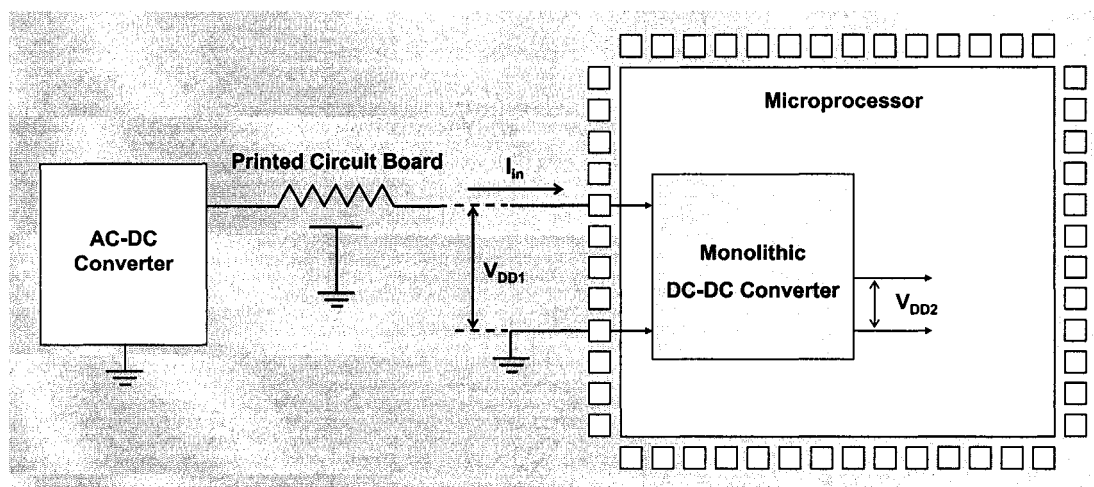 Microprocessor
Printed Circuit Board
I_in
AC-DC
Converter
V_DD1
Monolithic
DC-DC Converter
V_DD2